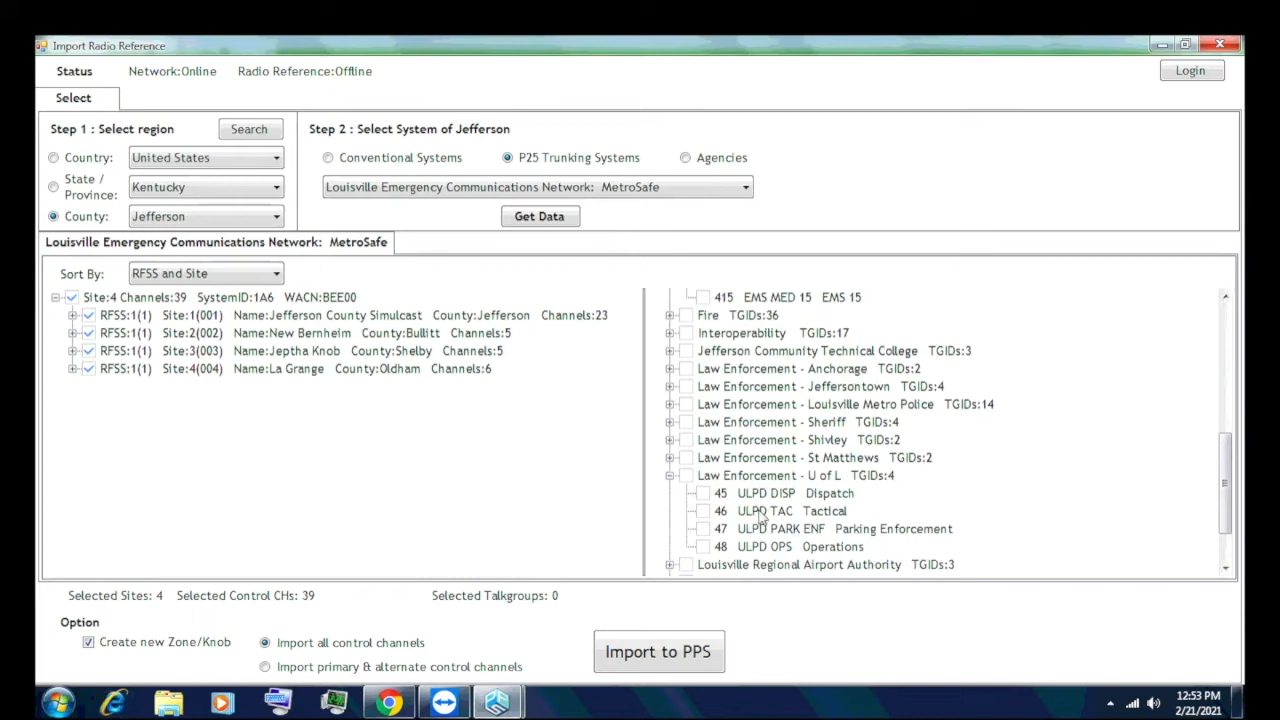 Import Radio Reference
Status Network:Online Radio Reference:Offline Login
Select
Step 1 : Select region Search Step 2 : Select System of Jefferson
Country: United States Conventional Systems P25 Trunking Systems Agencies
State / Province: Kentucky Louisville Emergency Communications Network: MetroSafe
County: Jefferson Get Data
Louisville Emergency Communications Network: MetroSafe
Sort By: RFSS and Site
Site:4 Channels:39 SystemID:1A6 WACN:BEE00
RFSS:1(1) Site:1(001) Name:Jefferson County Simulcast County:Jefferson Channels:23
RFSS:1(1) Site:2(002) Name:New Bernheim County:Bullitt Channels:5
RFSS:1(1) Site:3(003) Name:Jeptha Knob County:Shelby Channels:5
RFSS:1(1) Site:4(004) Name:La Grange County:Oldham Channels:6
415 EMS MED 15 EMS 15
Fire TGIDs:36
Interoperability TGIDs:17
Jefferson Community Technical College TGIDs:3
Law Enforcement - Anchorage TGIDs:2
Law Enforcement - Jeffersontown TGIDs:4
Law Enforcement - Louisville Metro Police TGIDs:14
Law Enforcement - Sheriff TGIDs:4
Law Enforcement - Shivley TGIDs:2
Law Enforcement - St Matthews TGIDs:2
Law Enforcement - U of L TGIDs:4
45 ULPD DISP Dispatch
46 ULPD TAC Tactical
47 ULPD PARK ENF Parking Enforcement
48 ULPD OPS Operations
Louisville Regional Airport Authority TGIDs:3
Selected Sites: 4 Selected Control CHs: 39 Selected Talkgroups: 0
Option
Create new Zone/Knob Import all control channels
Import primary & alternate control channels
Import to PPS
12:53 PM
2/21/2021